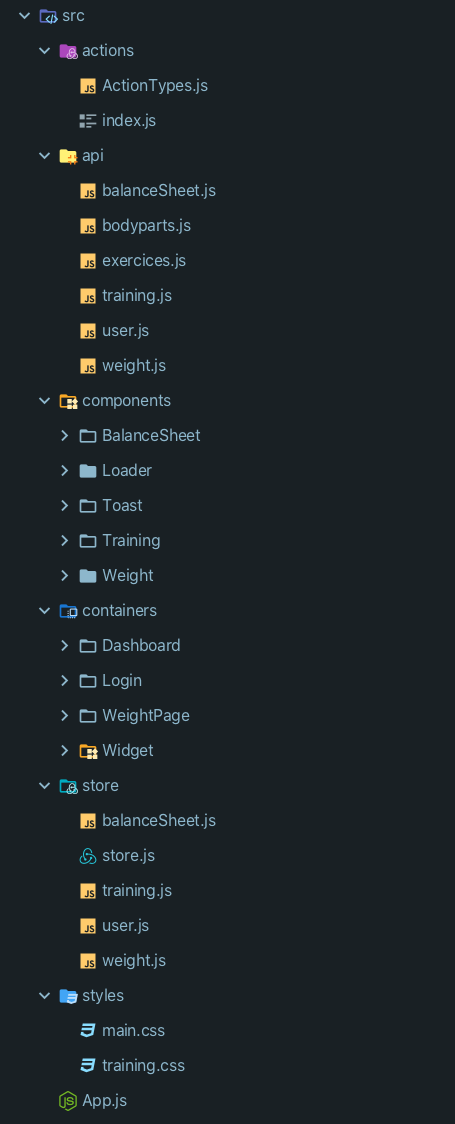 src
actions
ActionTypes.js
index.js
api
balanceSheet.js
bodyparts.js
exercices.js
training.js
user.js
weight.js
components
BalanceSheet
Loader
Toast
Training
Weight
containers
Dashboard
Login
WeightPage
Widget
store
balanceSheet.js
store.js
training.js
user.js
weight.js
styles
main.css
training.css
App.js